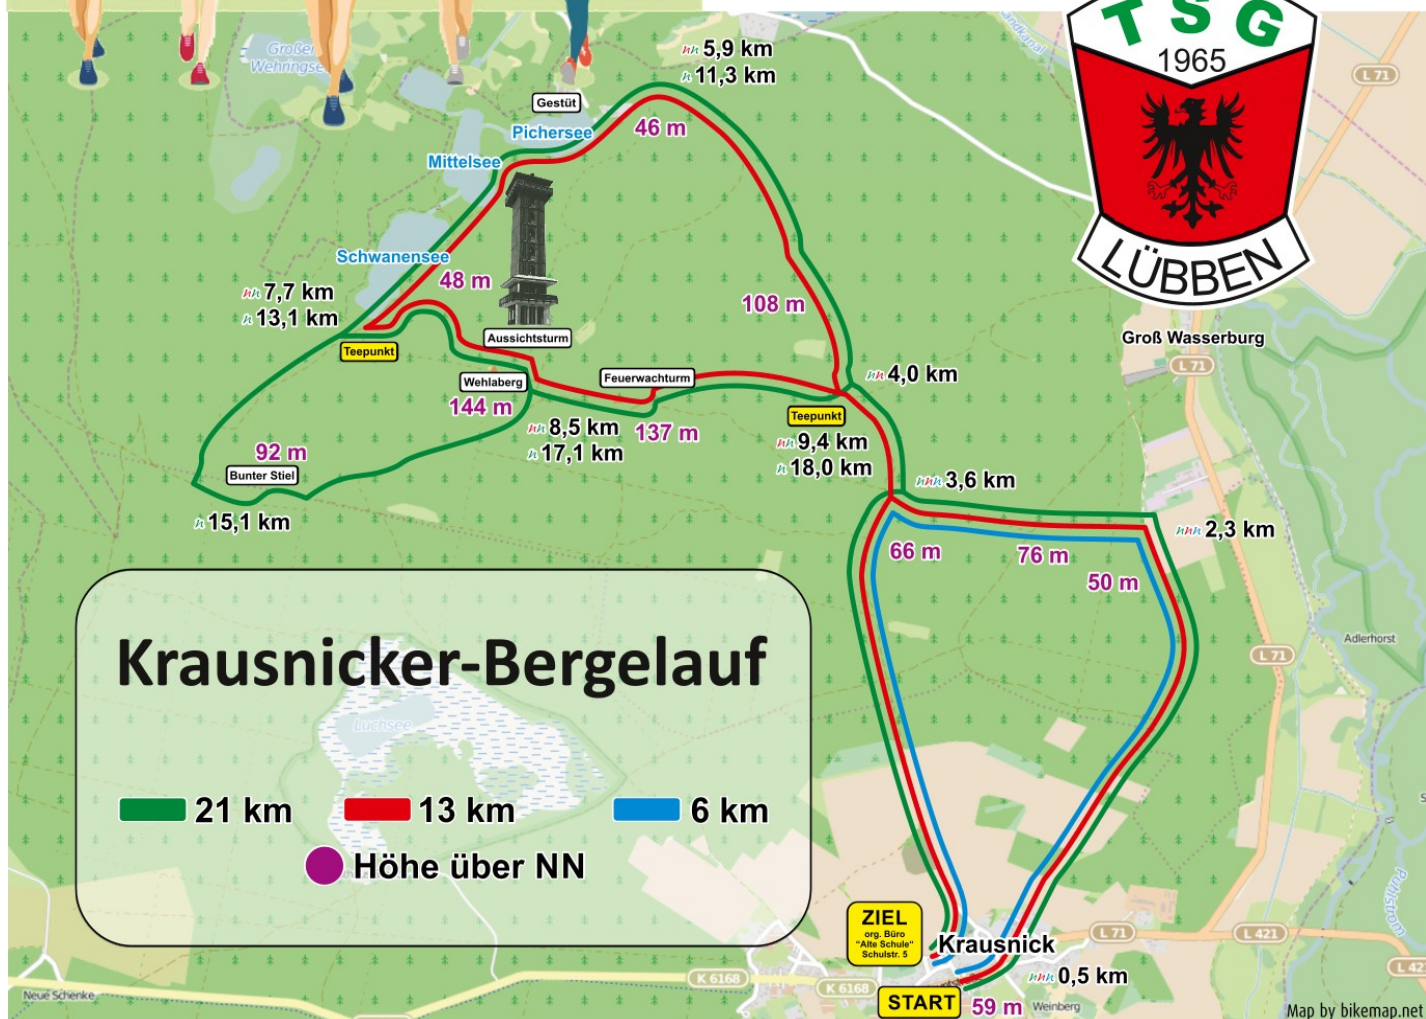 TSG
1965
LÜBBEN
L 71
5,9 km
11,3 km
Großer
Wehningsee
Gestüt
Pichersee
46 m
Mittelsee
Schwanensee
48 m
7,7 km
13,1 km
108 m
Groß Wasserburg
Aussichtsturm
Teepunkt
L 71
4,0 km
Wehlaberg
Feuerwachturm
144 m
Teepunkt
8,5 km
17,1 km
137 m
9,4 km
18,0 km
92 m
Bunter Stiel
3,6 km
15,1 km
2,3 km
66 m
76 m
50 m
Adlerhorst
L 71
Krausnicker-Bergelauf
Luchsee
21 km
13 km
6 km
Höhe über NN
ZIEL
org. Büro
"Alte Schule"
Schulstr. 5
Krausnick
L 71
L 421
L 42
0,5 km
K 6168
K 6168
START
59 m
Weinberg
Neue Schenke
Map by bikemap.net